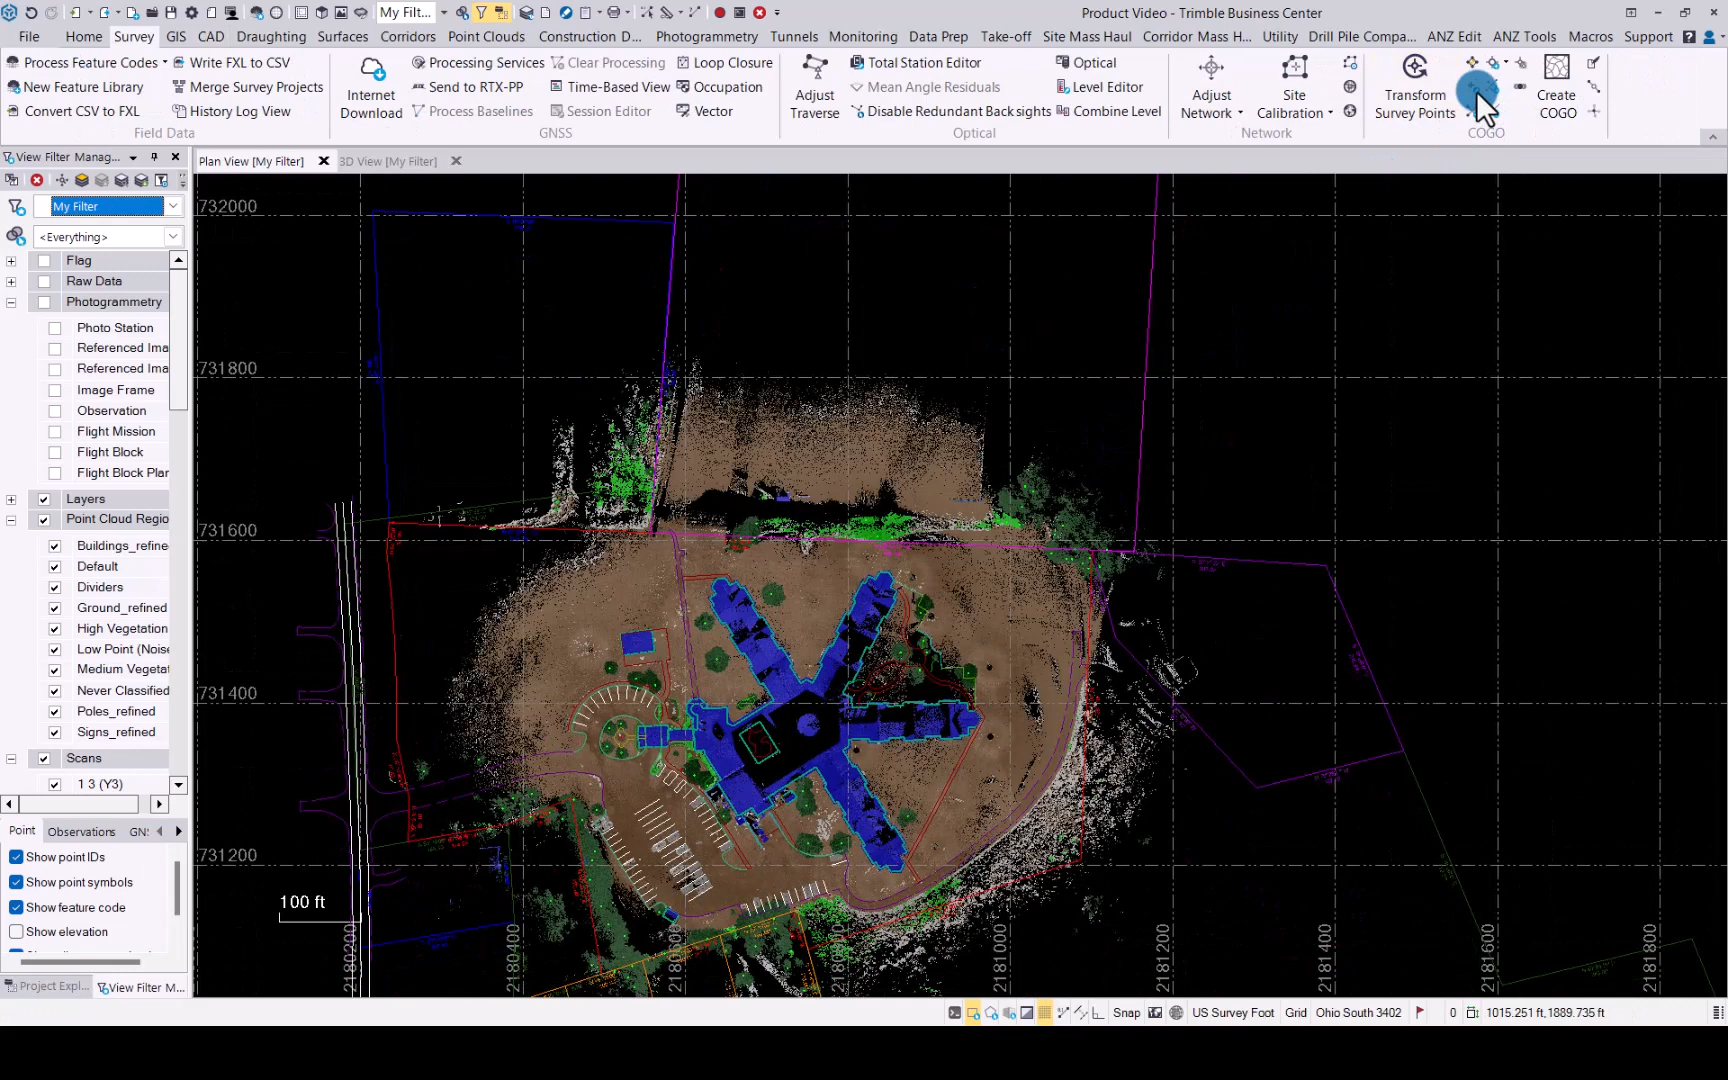 My Filt...
Product Video - Trimble Business Center
File Home Survey GIS CAD Draughting Surfaces Corridors Point Clouds Construction D... Photogrammetry Tunnels Monitoring Data Prep Take-off Site Mass Haul Corridor Mass H... Utility Drill Pile Compa... ANZ Edit ANZ Tools Macros Support
Process Feature Codes Write FXL to CSV
New Feature Library Merge Survey Projects
Convert CSV to FXL History Log View
Field Data
Internet Download
Processing Services Clear Processing Loop Closure
Send to RTX-PP Time-Based View Occupation
Process Baselines Session Editor Vector
GNSS
Adjust Traverse
Total Station Editor Optical
Mean Angle Residuals Level Editor
Disable Redundant Backsights Combine Level
Optical
Adjust Network
Site Calibration
Network
Transform Survey Points
Create COGO
COGO
View Filter Manag...
My Filter
<Everything>
Flag
Raw Data
Photogrammetry
Photo Station
Referenced Ima
Referenced Ima
Image Frame
Observation
Flight Mission
Flight Block
Flight Block Plar
Layers
Point Cloud Regio
Buildings_refine
Default
Dividers
Ground_refined
High Vegetation
Low Point (Noise
Medium Vegetat
Never Classified
Poles_refined
Signs_refined
Scans
1 3 (Y3)
Point Observations GN
Show point IDs
Show point symbols
Show feature code
Show elevation
Project Expl... View Filter M...
Plan View [My Filter]
3D View [My Filter]
732000
731800
731600
731400
731200
100 ft
2180200
2180400
2181000
2181200
2181400
2181600
2181800
Snap
US Survey Foot
Grid
Ohio South 3402
0
1015.251 ft,1889.735 ft